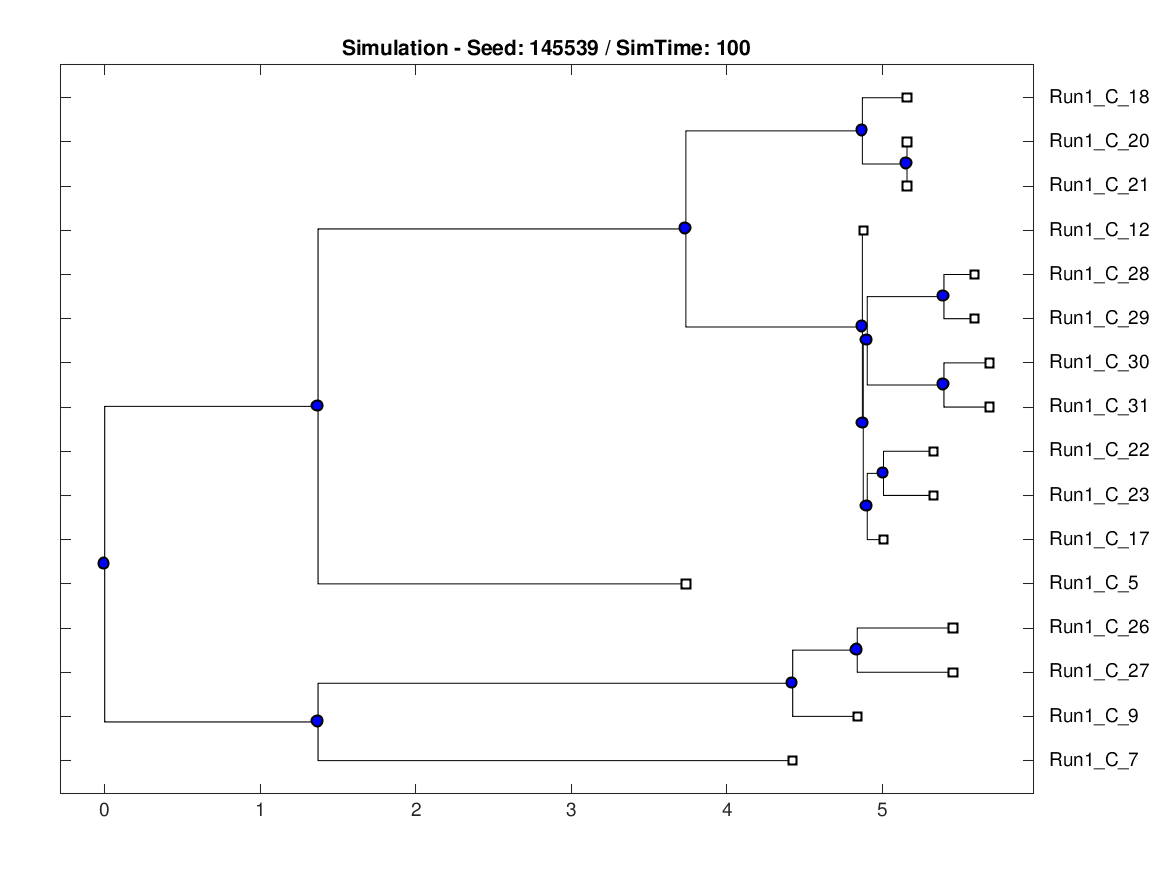 Simulation - Seed: 145539 / SimTime: 100
Run1_C_18
Run1_C_20
Run1_C_21
Run1_C_12
Run1_C_28
Run1_C_29
Run1_C_30
Run1_C_31
Run1_C_22
Run1_C_23
Run1_C_17
Run1_C_5
Run1_C_26
Run1_C_27
Run1_C_9
Run1_C_7
0 1 2 3 4 5